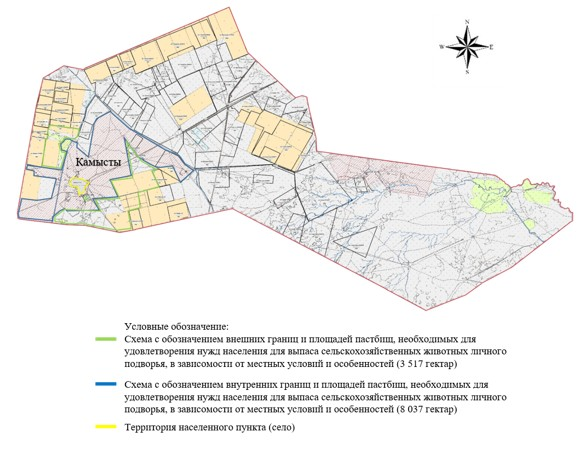 N
E
S
Камысты
Условные обозначение:
Схема с обозначением внешних границ и площадей пастбищ, необходимых для
удовлетворения нужд населения для выпаса сельскохозяйственных животных личного
подворья, в зависимости от местных условий и особенностей (3 517 гектар)
Схема с обозначением внутренних границ и площадей пастбищ, необходимых для
удовлетворения нужд населения для выпаса сельскохозяйственных животных личного
подворья, в зависимости от местных условий и особенностей (8 037 гектар)
Территория населенного пункта (село)